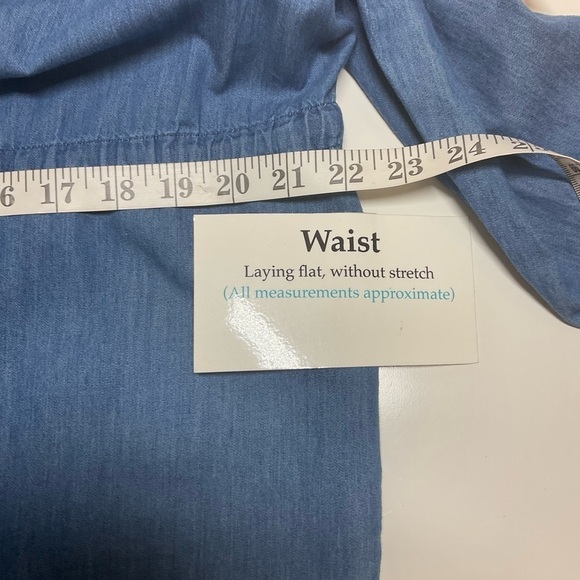 6 17 18 19 20 21 22 23 24
Waist
Laying flat, without stretch
(All measurements approximate)